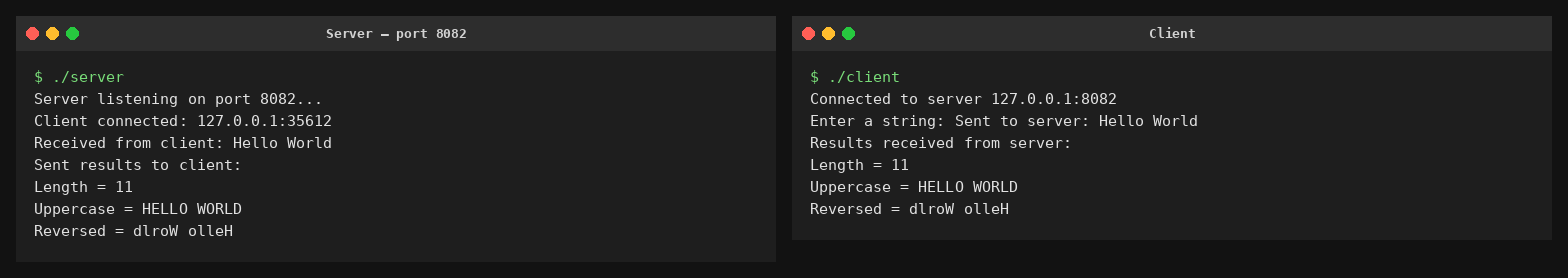 Server — port 8082
$ ./server
Server listening on port 8082...
Client connected: 127.0.0.1:35612
Received from client: Hello World
Sent results to client:
Length = 11
Uppercase = HELLO WORLD
Reversed = dlroW olleH
Client
$ ./client
Connected to server 127.0.0.1:8082
Enter a string: Sent to server: Hello World
Results received from server:
Length = 11
Uppercase = HELLO WORLD
Reversed = dlroW olleH